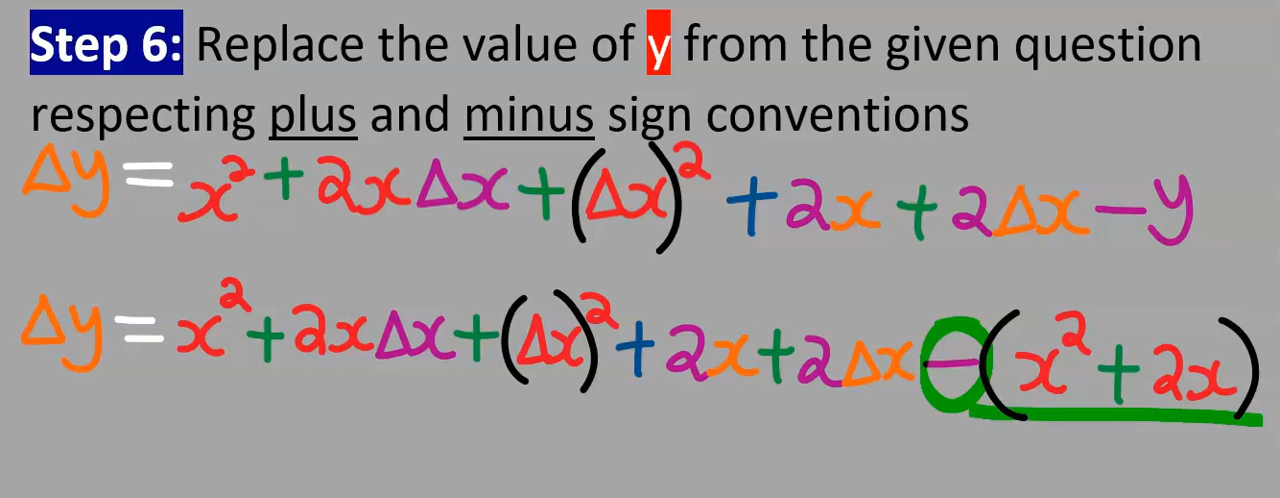 Step 6: Replace the value of y from the given question
respecting plus and minus sign conventions
Δy = x² + 2xΔx + (Δx)² + 2x + 2Δx - y
Δy = x² + 2xΔx + (Δx)² + 2x + 2Δx - (x² + 2x)